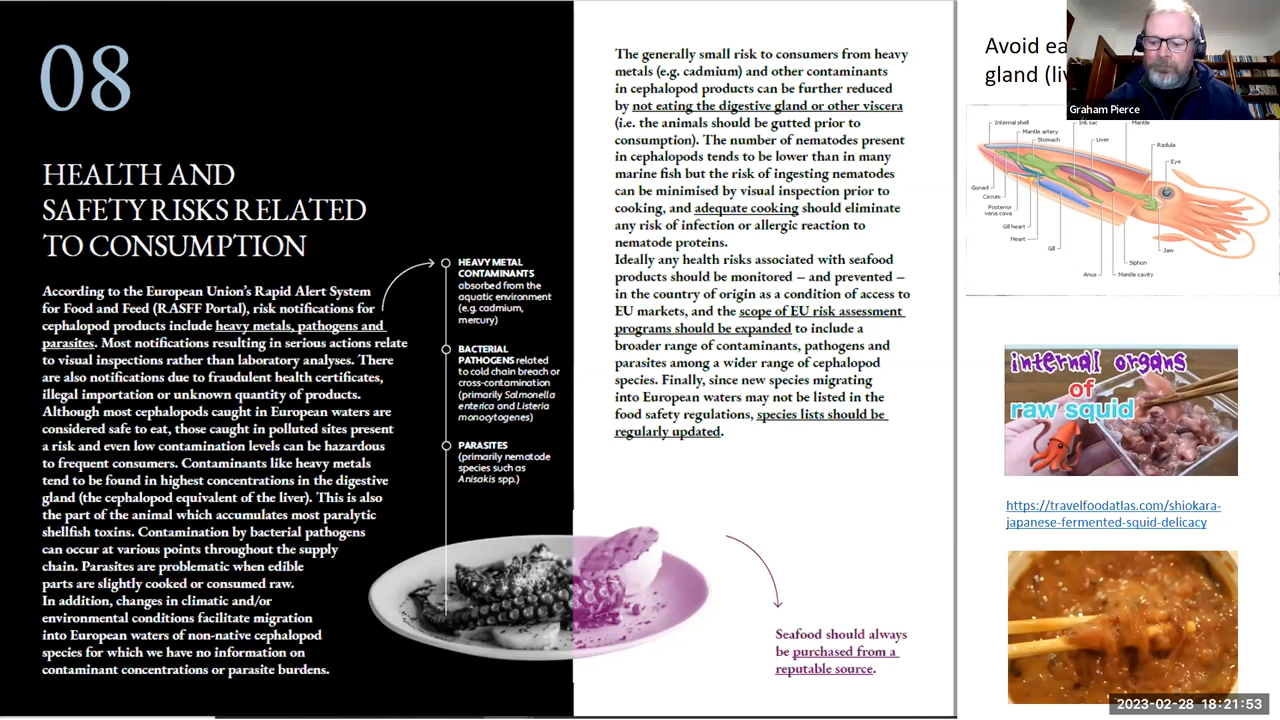 08
HEALTH AND
SAFETY RISKS RELATED
TO CONSUMPTION
According to the European Union's Rapid Alert System
for Food and Feed (RASFF Portal), risk notifications for
cephalopod products include heavy metals, pathogens and
parasites. Most notifications resulting in serious actions relate
to visual inspections rather than laboratory analyses. There
are also notifications due to fraudulent health certificates,
illegal importation or unknown quantity of products.
Although most cephalopods caught in European waters are
considered safe to eat, those caught in polluted sites present
a risk and even low contamination levels can be hazardous
to frequent consumers. Contaminants like heavy metals
tend to be found in highest concentrations in the digestive
gland (the cephalopod equivalent of the liver). This is also
the part of the animal which accumulates most paralytic
shellfish toxins. Contamination by bacterial pathogens
can occur at various points throughout the supply
chain. Parasites are problematic when edible
parts are slightly cooked or consumed raw.
In addition, changes in climatic and/or
environmental conditions facilitate migration
into European waters of non-native cephalopod
species for which we have no information on
contaminant concentrations or parasite burdens.
HEAVY METAL
CONTAMINANTS
absorbed from the
aquatic environment
(e.g. cadmium,
mercury)
BACTERIAL
PATHOGENS related
to cold chain breach or
cross-contamination
(primarily Salmonella
enterica and Listeria
monocytogenes)
PARASITES
(primarily nematode
species such as
Anisakis spp.)
The generally small risk to consumers from heavy
metals (e.g. cadmium) and other contaminants
in cephalopod products can be further reduced
by not eating the digestive gland or other viscera
(i.e. the animals should be gutted prior to
consumption). The number of nematodes present
in cephalopods tends to be lower than in many
marine fish but the risk of ingesting nematodes
can be minimised by visual inspection prior to
cooking, and adequate cooking should eliminate
any risk of infection or allergic reaction to
nematode proteins.
Ideally any health risks associated with seafood
products should be monitored – and prevented –
in the country of origin as a condition of access to
EU markets, and the scope of EU risk assessment
programs should be expanded to include a
broader range of contaminants, pathogens and
parasites among a wider range of cephalopod
species. Finally, since new species migrating
into European waters may not be listed in the
food safety regulations, species lists should be
regularly updated.
Seafood should always
be purchased from a
reputable source.
Avoid ea
gland (li
Graham Pierce
Internal shell
Mantle artery
Stomach
Ink sac
Liver
Mantle
Radula
Eye
Gonad
Cecum
Posterior
vena cava
Gill heart
Heart
Gill
Anus
Mantle cavity
Siphon
Jaw
internal organs
of
raw squid
https://travelfoodatlas.com/shiokara-
japanese-fermented-squid-delicacy
2023-02-28 18:21:53